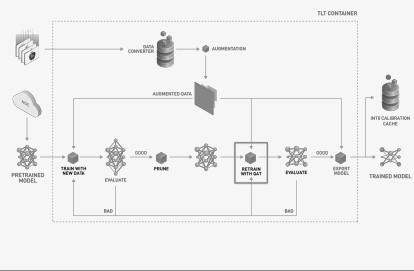 TLT CONTAINER
DATA
CONVERTER
AUGMENTATION
AUGMENTED DATA
INT8 CALIBRATION
CACHE
PRETRAINED
MODEL
TRAIN WITH
NEW DATA
EVALUATE
GOOD
PRUNE
RETRAIN
WITH QAT
EVALUATE
GOOD
EXPORT
MODEL
TRAINED MODEL
BAD
BAD